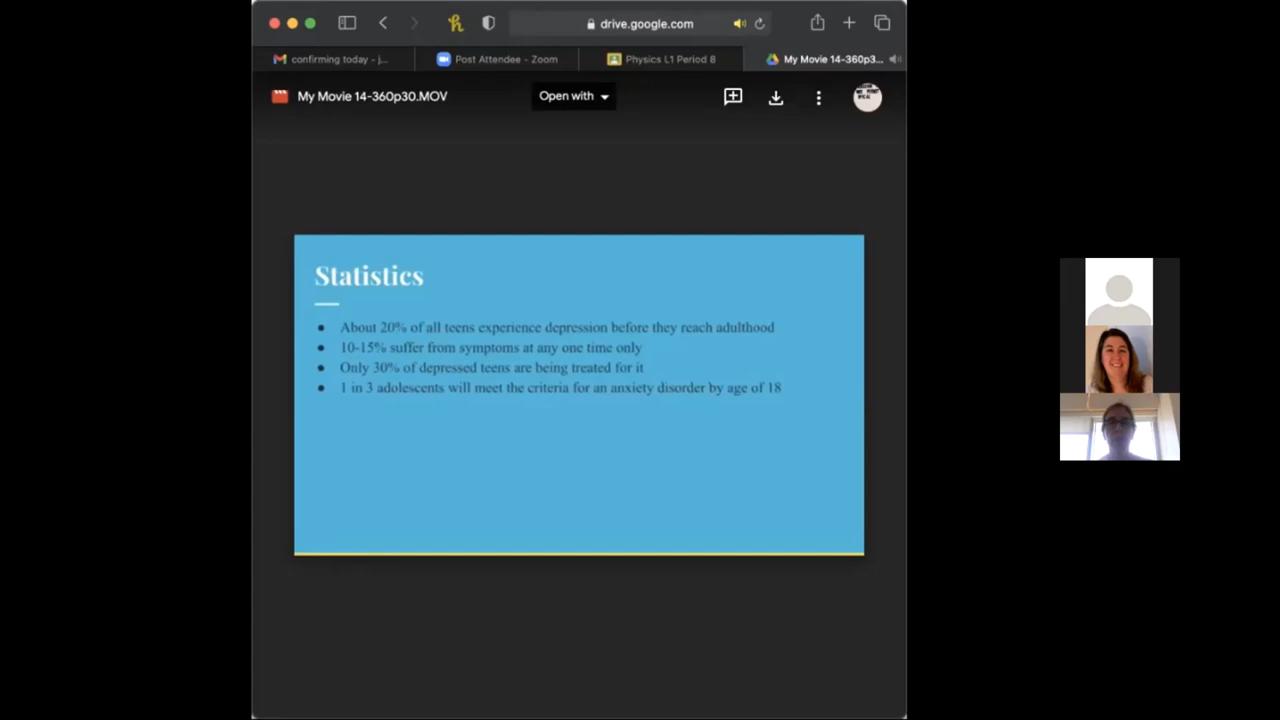 drive.google.com
confirming today - j...
Post Attendee - Zoom
Physics L1 Period 8
My Movie 14-360p3...
My Movie 14-360p30.MOV
Open with
Statistics
● About 20% of all teens experience depression before they reach adulthood
● 10-15% suffer from symptoms at any one time only
● Only 30% of depressed teens are being treated for it
● 1 in 3 adolescents will meet the criteria for an anxiety disorder by age of 18